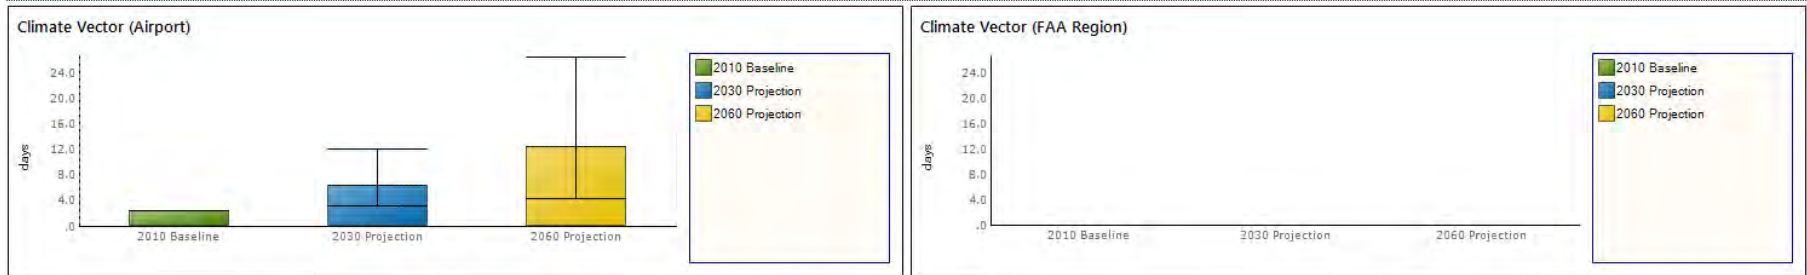 Climate Vector (Airport)
24.0
20.0
16.0
12.0
8.0
4.0
.0
days
2010 Baseline
2030 Projection
2060 Projection
2010 Baseline
2030 Projection
2060 Projection
Climate Vector (FAA Region)
24.0
20.0
16.0
12.0
8.0
4.0
.0
days
2010 Baseline
2030 Projection
2060 Projection
2010 Baseline
2030 Projection
2060 Projection